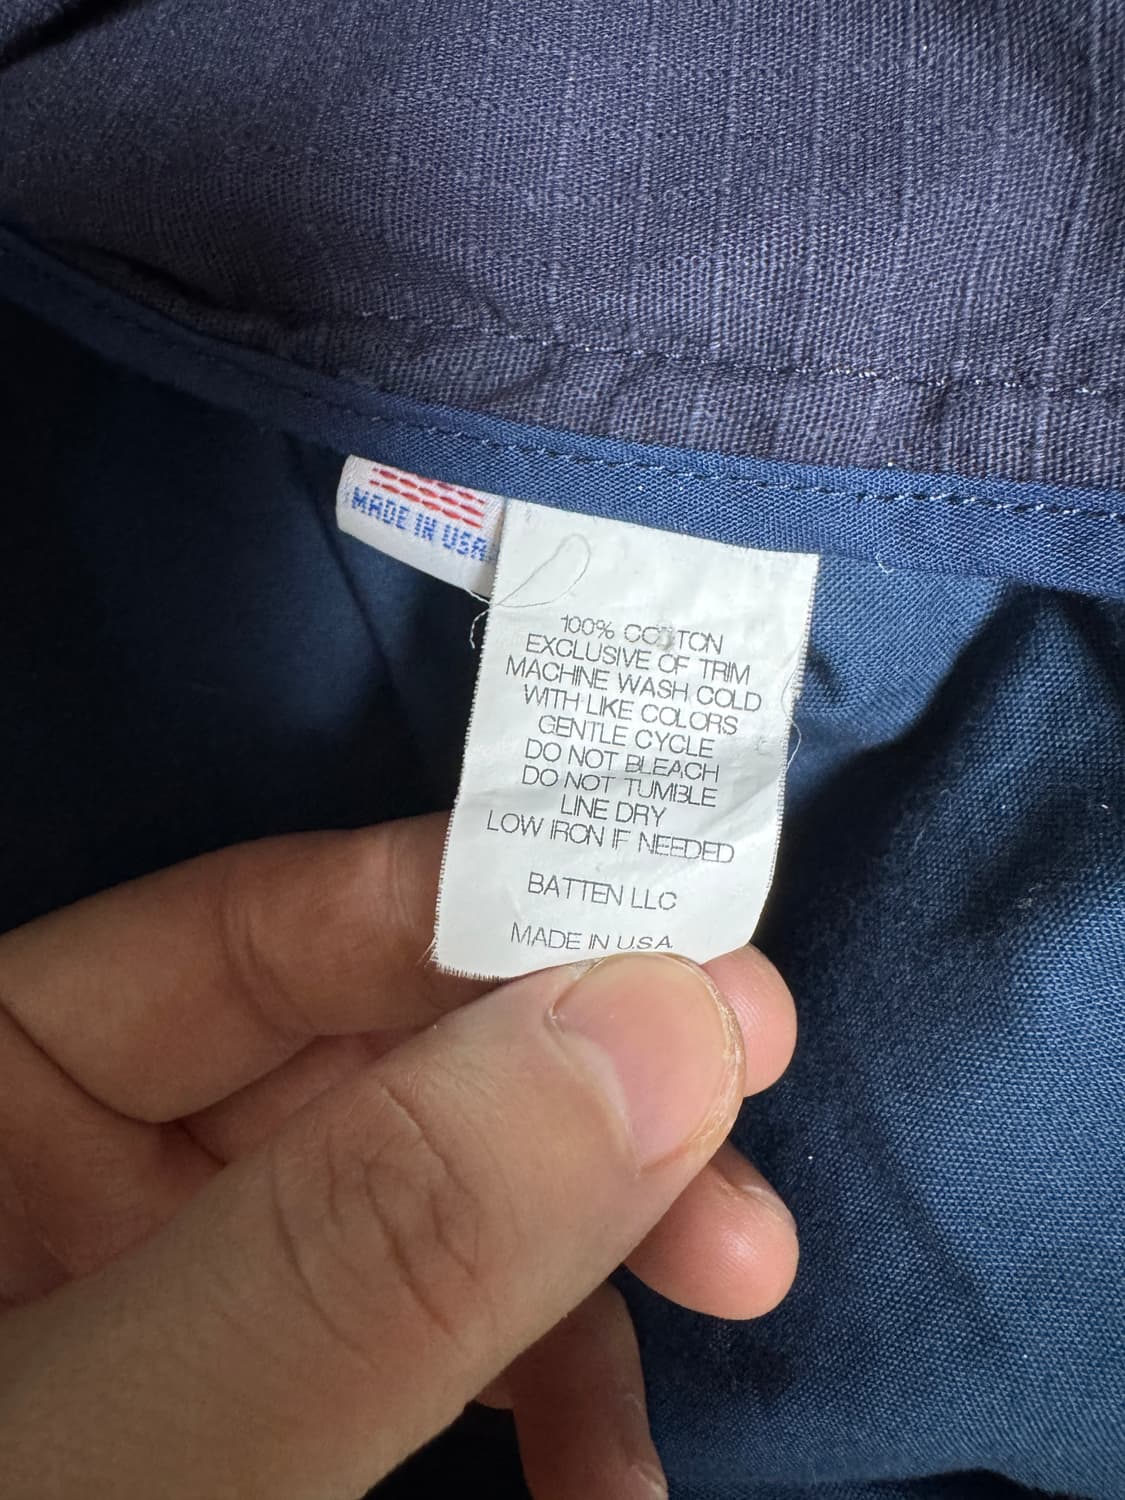 MADE IN USA
100% COTTON
EXCLUSIVE OF TRIM
MACHINE WASH COLD
WITH LIKE COLORS
GENTLE CYCLE
DO NOT BLEACH
DO NOT TUMBLE
LINE DRY
LOW IRON IF NEEDED
BATTEN LLC
MADE IN U.S.A.